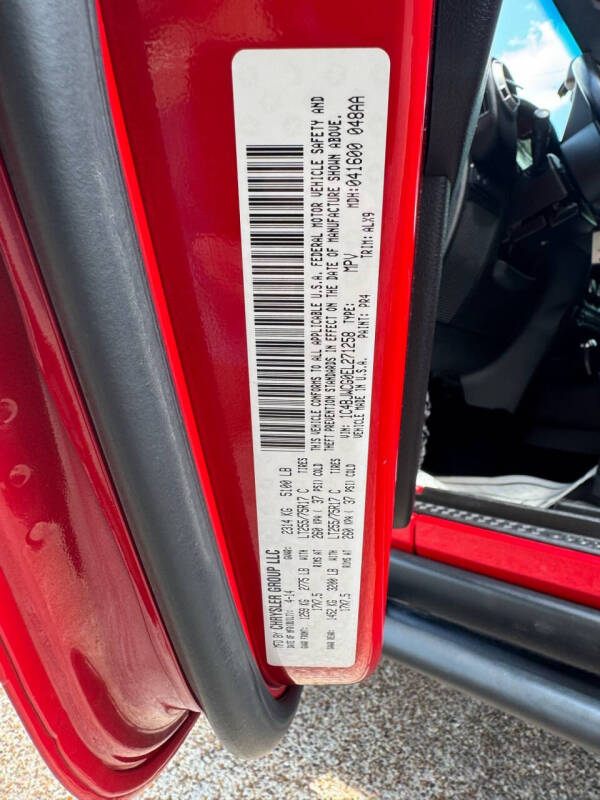 MFD BY CHRYSLER GROUP LLC
DATE OF MFR(MOIS): 4-14 GVWR: 2314 KG 5100 LB
GAWR FRONT: 1259 KG 2775 LB WITH LT255/75R17 C TIRES
17X7.5 RIMS AT 260 KPA ( 37 PSI) COLD
GAWR REAR: 1452 KG 3200 LB WITH LT255/75R17 C TIRES
17X7.5 RIMS AT 260 KPA ( 37 PSI) COLD
THIS VEHICLE CONFORMS TO ALL APPLICABLE U.S.A. FEDERAL MOTOR VEHICLE SAFETY AND
THEFT PREVENTION STANDARDS IN EFFECT ON THE DATE OF MANUFACTURE SHOWN ABOVE.
VIN: 1C4BJWCG0EL271258 TYPE: MPV MDH:041600 048AA
VEHICLE MADE IN U.S.A. PAINT: PR4 TRIM:ALX9